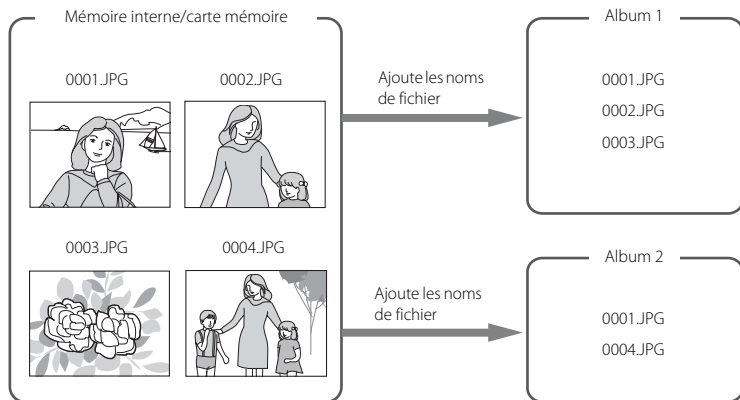 Mémoire interne/carte mémoire
0001.JPG
0002.JPG
0003.JPG
0004.JPG
Ajoute les noms
de fichier
Ajoute les noms
de fichier
Album 1
0001.JPG
0002.JPG
0003.JPG
Album 2
0001.JPG
0004.JPG